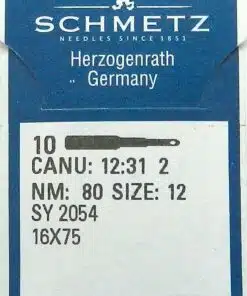 SCHMETZ
NEEDLES SINCE 1851
Herzogenrath
Germany
10
CANU: 12:31 2
NM: 80 SIZE: 12
SY 2054
16X75